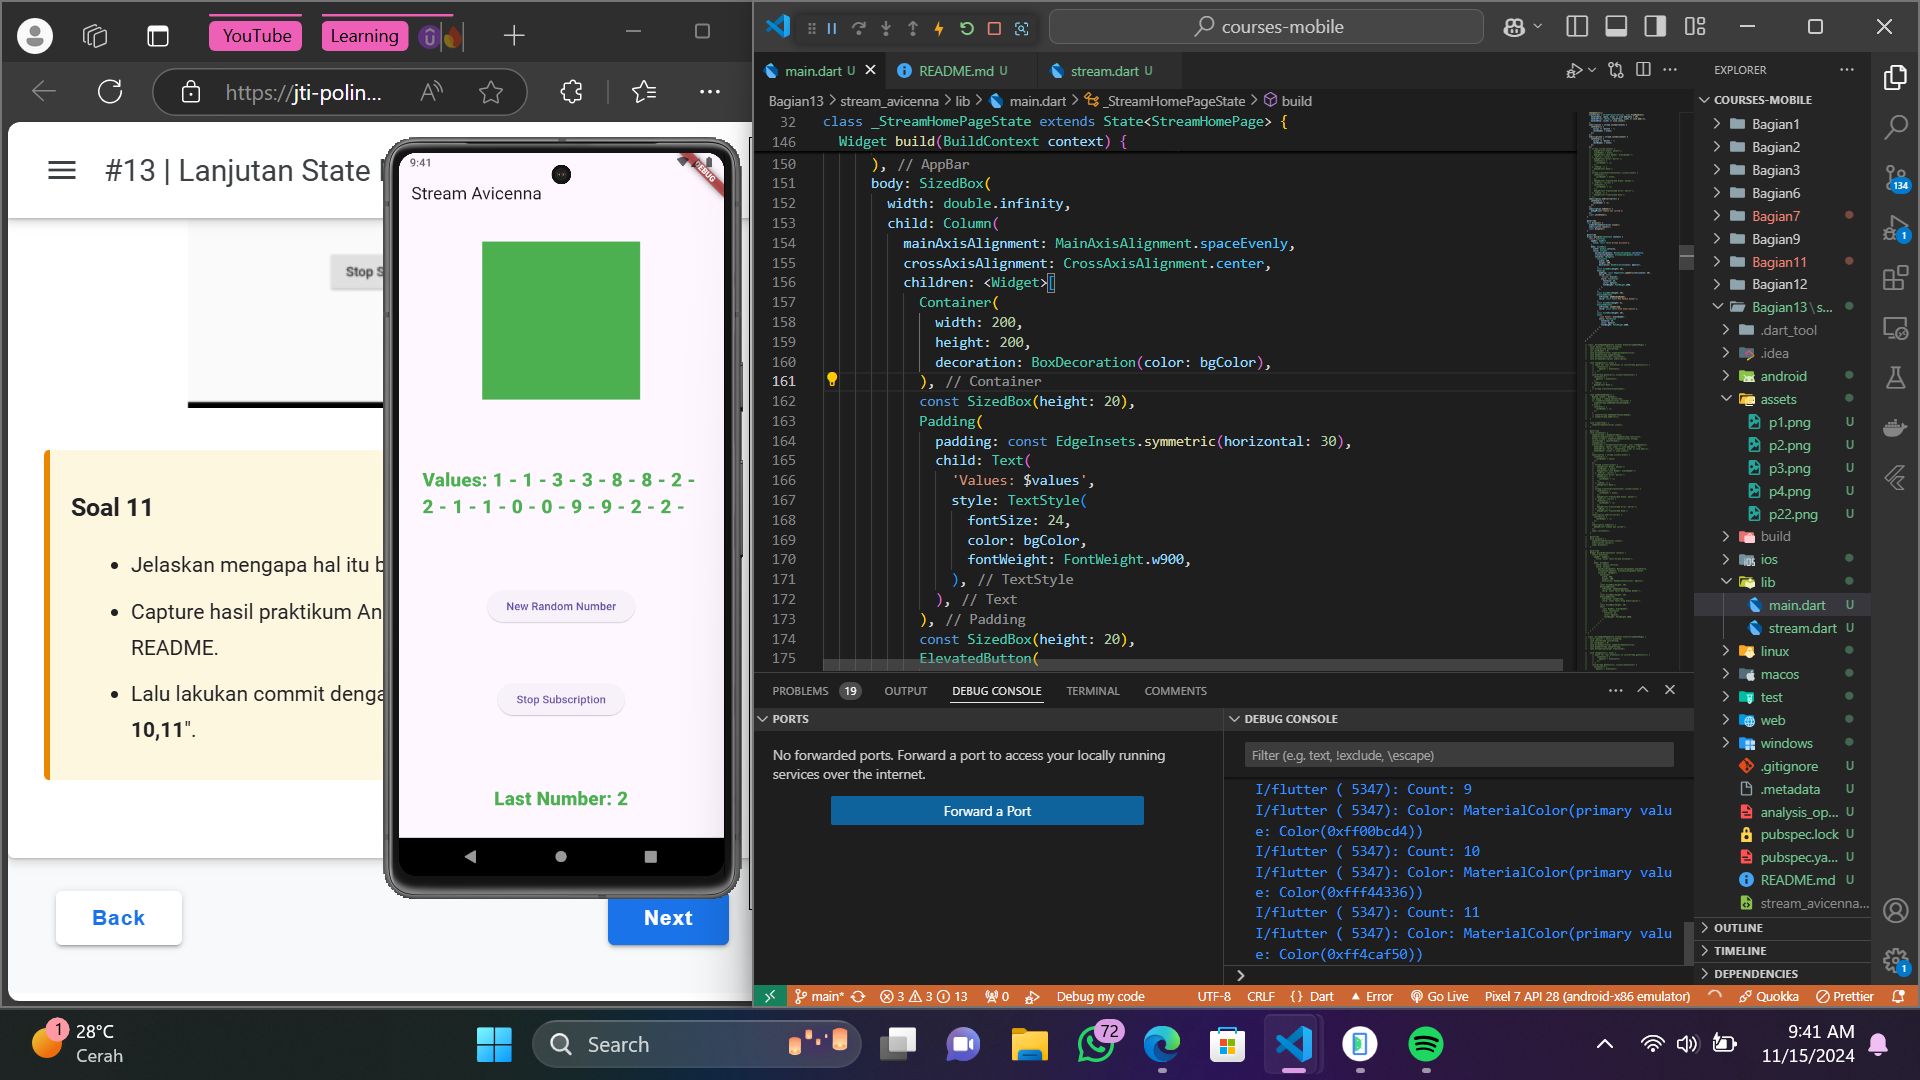 YouTube
Learning
https://jti-polin...
#13 | Lanjutan State
Stop S
Soal 11
Jelaskan mengapa hal itu b
Capture hasil praktikum An
README.
Lalu lakukan commit denga
10,11".
Back
Next
9:41
DEBUG
Stream Avicenna
Values: 1 - 1 - 3 - 3 - 8 - 8 - 2 -
2 - 1 - 1 - 0 - 0 - 9 - 9 - 2 - 2 -
New Random Number
Stop Subscription
Last Number: 2
courses-mobile
main.dart U
README.md U
stream.dart U
Bagian13 > stream_avicenna > lib > main.dart > _StreamHomePageState > build
32 class _StreamHomePageState extends State<StreamHomePage> {
146 Widget build(BuildContext context) {
150 ), // AppBar
151 body: SizedBox(
152 width: double.infinity,
153 child: Column(
154 mainAxisAlignment: MainAxisAlignment.spaceEvenly,
155 crossAxisAlignment: CrossAxisAlignment.center,
156 children: <Widget>[
157 Container(
158 width: 200,
159 height: 200,
160 decoration: BoxDecoration(color: bgColor),
161 ), // Container
162 const SizedBox(height: 20),
163 Padding(
164 padding: const EdgeInsets.symmetric(horizontal: 30),
165 child: Text(
166 'Values: $values',
167 style: TextStyle(
168 fontSize: 24,
169 color: bgColor,
170 fontWeight: FontWeight.w900,
171 ), // TextStyle
172 ), // Text
173 ), // Padding
174 const SizedBox(height: 20),
175 ElevatedButton(
PROBLEMS 19 OUTPUT DEBUG CONSOLE TERMINAL COMMENTS
PORTS
No forwarded ports. Forward a port to access your locally running
services over the internet.
Forward a Port
DEBUG CONSOLE
Filter (e.g. text, !exclude, \escape)
I/flutter ( 5347): Count: 9
I/flutter ( 5347): Color: MaterialColor(primary valu
e: Color(0xff00bcd4))
I/flutter ( 5347): Count: 10
I/flutter ( 5347): Color: MaterialColor(primary valu
e: Color(0xfff44336))
I/flutter ( 5347): Count: 11
I/flutter ( 5347): Color: MaterialColor(primary valu
e: Color(0xff4caf50))
EXPLORER
COURSES-MOBILE
Bagian1
Bagian2
Bagian3
Bagian6
Bagian7
Bagian9
Bagian11
Bagian12
Bagian13\s...
.dart_tool
.idea
android
assets
p1.png U
p2.png U
p3.png U
p4.png U
p22.png U
build
ios
lib
main.dart U
stream.dart U
linux
macos
test
web
windows
.gitignore U
.metadata U
analysis_op... U
pubspec.lock U
pubspec.ya... U
README.md U
stream_avicenna...
OUTLINE
TIMELINE
DEPENDENCIES
134
1
1
main* 3 3 13 0 Debug my code UTF-8 CRLF {} Dart Error Go Live Pixel 7 API 28 (android-x86 emulator) Quokka Prettier
1
28°C
Cerah
Search
72
9:41 AM
11/15/2024